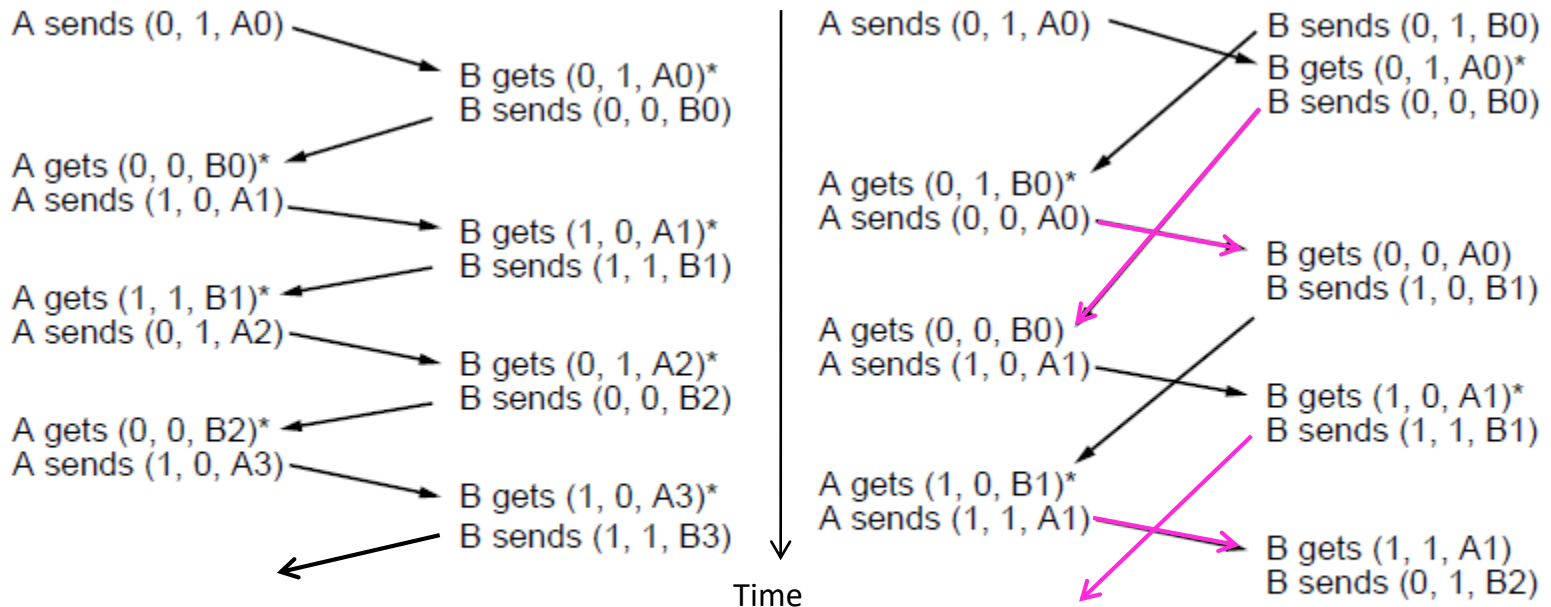 A sends (0, 1, A0)
B gets (0, 1, A0)*
B sends (0, 0, B0)
A gets (0, 0, B0)*
A sends (1, 0, A1)
B gets (1, 0, A1)*
B sends (1, 1, B1)
A gets (1, 1, B1)*
A sends (0, 1, A2)
B gets (0, 1, A2)*
B sends (0, 0, B2)
A gets (0, 0, B2)*
A sends (1, 0, A3)
B gets (1, 0, A3)*
B sends (1, 1, B3)
Time
A sends (0, 1, A0)
B sends (0, 1, B0)
B gets (0, 1, A0)*
B sends (0, 0, B0)
A gets (0, 1, B0)*
A sends (0, 0, A0)
B gets (0, 0, A0)
B sends (1, 0, B1)
A gets (0, 0, B0)
A sends (1, 0, A1)
B gets (1, 0, A1)*
B sends (1, 1, B1)
A gets (1, 0, B1)*
A sends (1, 1, A1)
B gets (1, 1, A1)
B sends (0, 1, B2)